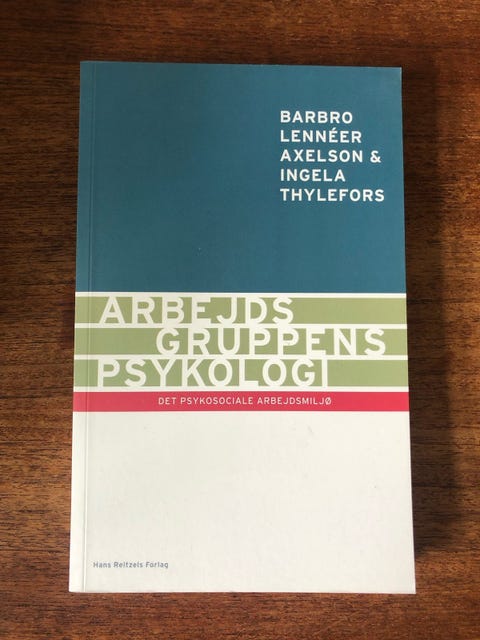 BARBRO
LENNÉER
AXELSON &
INGELA
THYLEFORS
ARBEJDS
GRUPPENS
PSYKOLOGI
DET PSYKOSOCIALE ARBEJDSMILJØ
Hans Reitzels Forlag